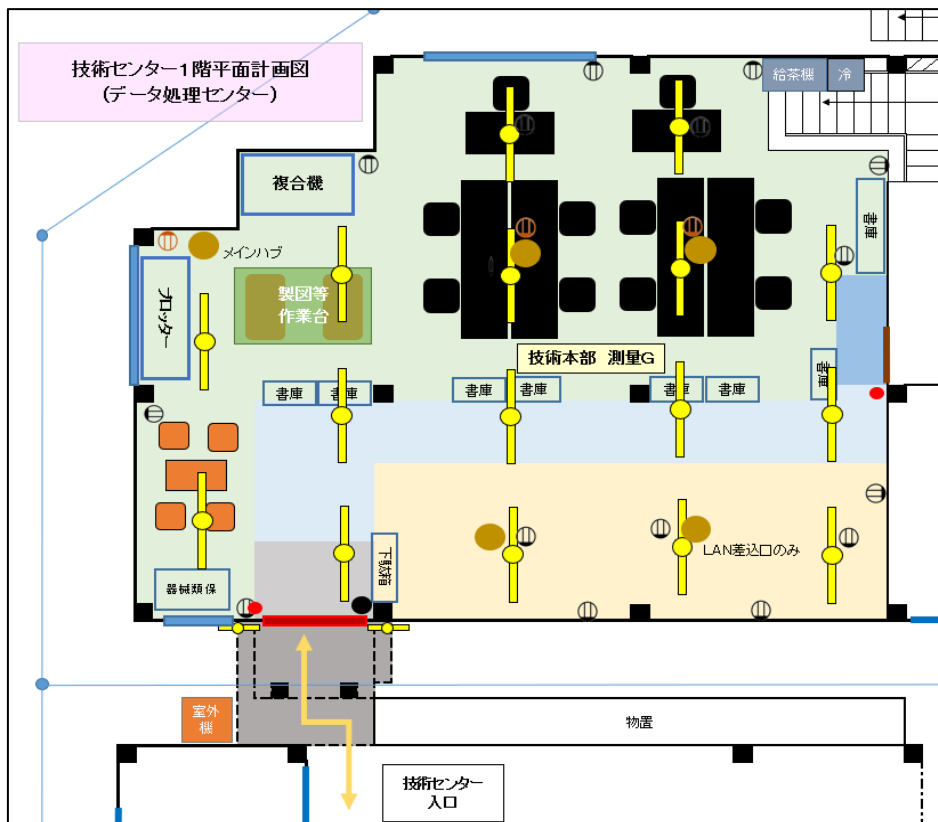 技術センター1階平面計画図
(データ処理センター)
給茶機
冷
複合機
書庫
メインハブ
プロッター
製図等
作業台
技術本部 測量G
書庫
書庫
書庫
書庫
書庫
書庫
書庫
下駄箱
LAN差込口のみ
器械類保
室外
機
物置
技術センター
入口